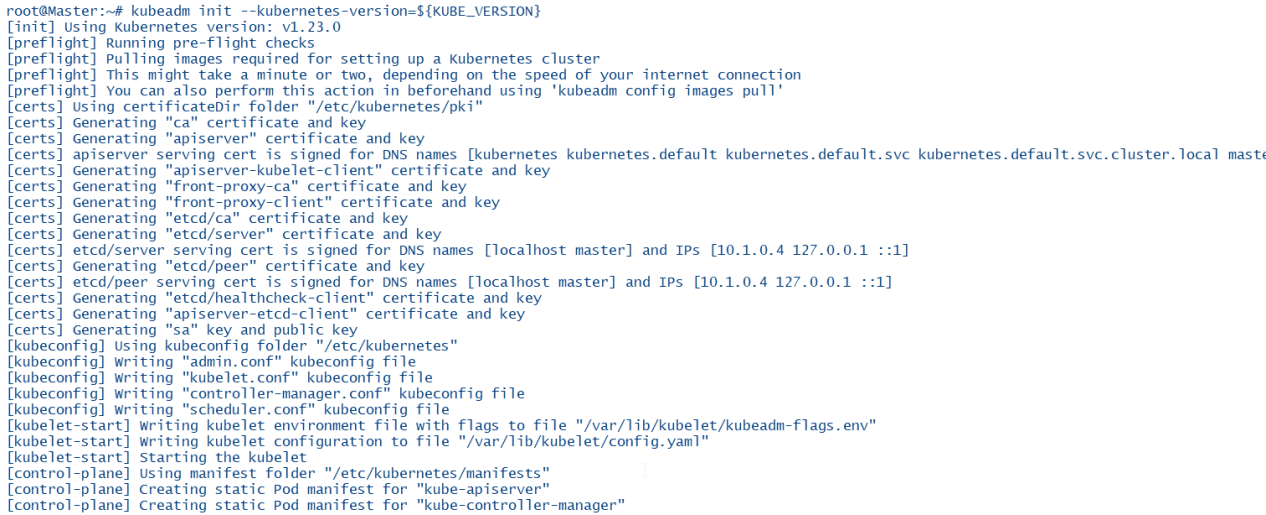 root@Master:~# kubeadm init --kubernetes-version=${KUBE_VERSION}
[init] Using Kubernetes version: v1.23.0
[preflight] Running pre-flight checks
[preflight] Pulling images required for setting up a Kubernetes cluster
[preflight] This might take a minute or two, depending on the speed of your internet connection
[preflight] You can also perform this action in beforehand using 'kubeadm config images pull'
[certs] Using certificateDir folder "/etc/kubernetes/pki"
[certs] Generating "ca" certificate and key
[certs] Generating "apiserver" certificate and key
[certs] apiserver serving cert is signed for DNS names [kubernetes kubernetes.default kubernetes.default.svc kubernetes.default.svc.cluster.local maste
[certs] Generating "apiserver-kubelet-client" certificate and key
[certs] Generating "front-proxy-ca" certificate and key
[certs] Generating "front-proxy-client" certificate and key
[certs] Generating "etcd/ca" certificate and key
[certs] Generating "etcd/server" certificate and key
[certs] etcd/server serving cert is signed for DNS names [localhost master] and IPs [10.1.0.4 127.0.0.1 ::1]
[certs] Generating "etcd/peer" certificate and key
[certs] etcd/peer serving cert is signed for DNS names [localhost master] and IPs [10.1.0.4 127.0.0.1 ::1]
[certs] Generating "etcd/healthcheck-client" certificate and key
[certs] Generating "apiserver-etcd-client" certificate and key
[certs] Generating "sa" key and public key
[kubeconfig] Using kubeconfig folder "/etc/kubernetes"
[kubeconfig] Writing "admin.conf" kubeconfig file
[kubeconfig] Writing "kubelet.conf" kubeconfig file
[kubeconfig] Writing "controller-manager.conf" kubeconfig file
[kubeconfig] Writing "scheduler.conf" kubeconfig file
[kubelet-start] Writing kubelet environment file with flags to file "/var/lib/kubelet/kubeadm-flags.env"
[kubelet-start] Writing kubelet configuration to file "/var/lib/kubelet/config.yaml"
[kubelet-start] Starting the kubelet
[control-plane] Using manifest folder "/etc/kubernetes/manifests"
[control-plane] Creating static Pod manifest for "kube-apiserver"
[control-plane] Creating static Pod manifest for "kube-controller-manager"